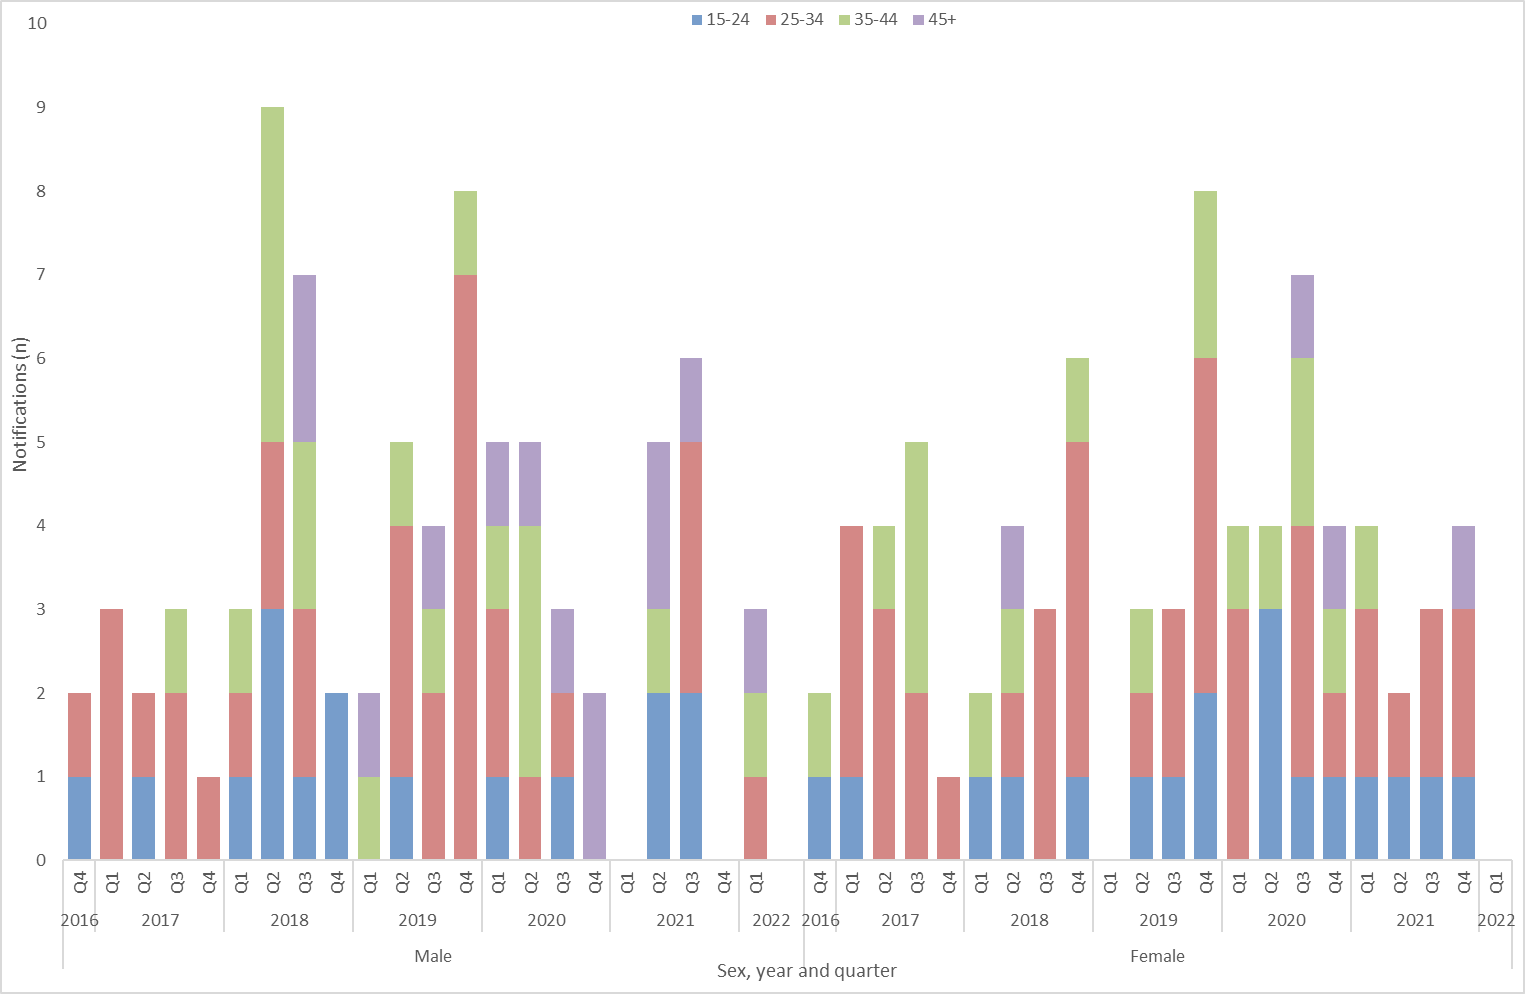 15-24 25-34 35-44 45+
10
9
8
7
6
5
4
3
2
1
0
Notifications (n)
Q4 Q1 Q2 Q3 Q4 Q1 Q2 Q3 Q4 Q1 Q2 Q3 Q4 Q1 Q2 Q3 Q4 Q1 Q2 Q3 Q4 Q1 Q4 Q1 Q2 Q3 Q4 Q1 Q2 Q3 Q4 Q1 Q2 Q3 Q4 Q1 Q2 Q3 Q4 Q1 Q2 Q3 Q4 Q1
2016 2017 2018 2019 2020 2021 2022 2016 2017 2018 2019 2020 2021 2022
Male Female
Sex, year and quarter